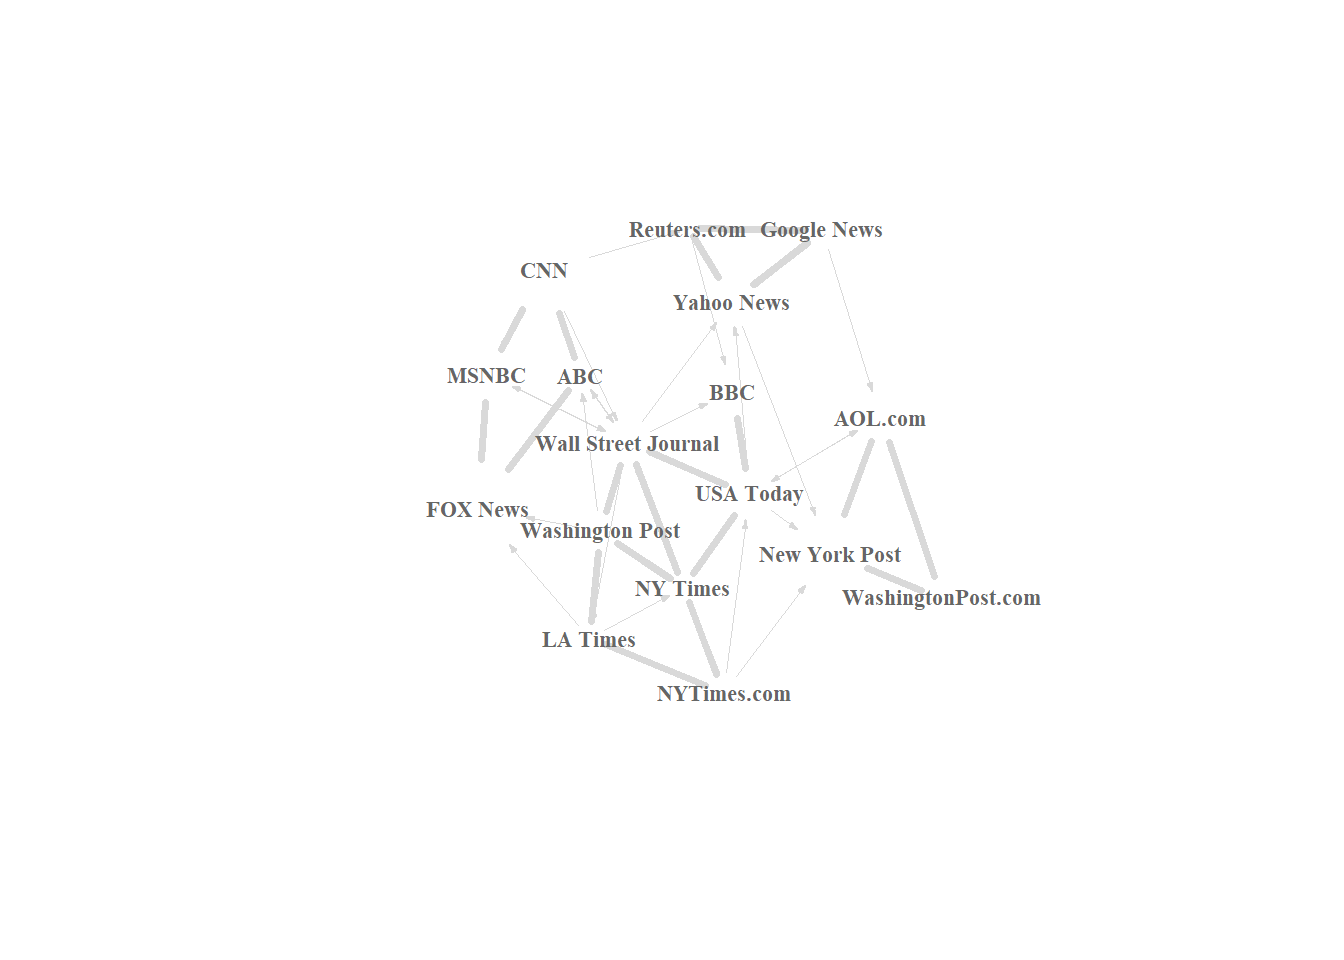 Reuters.com
Google News
CNN
Yahoo News
MSNBC
ABC
BBC
AOL.com
Wall Street Journal
USA Today
FOX News
Washington Post
New York Post
NY Times
WashingtonPost.com
LA Times
NYTimes.com